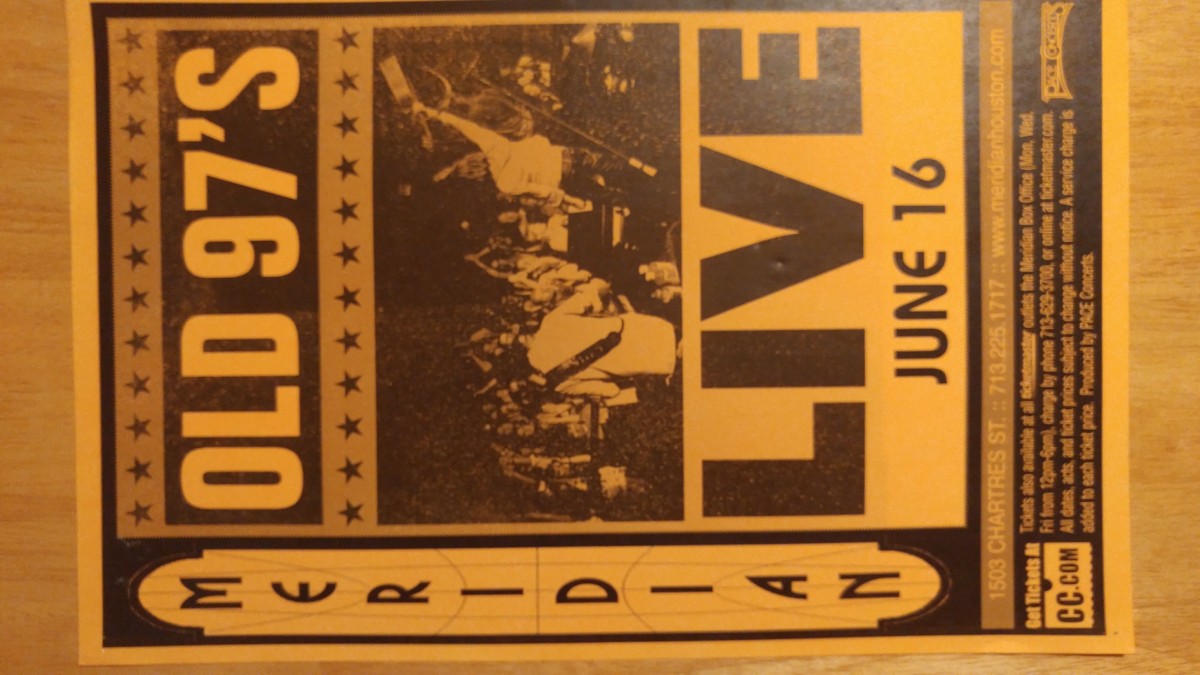 OLD 97'S
MERIDIAN
LIVE
JUNE 16
1503 CHARTRES ST. :: 713.225.1717 :: www.meridianhouston.com
Get Tickets At
CC.COM
Tickets also available at all ticketmaster outlets the Meridian Box Office (Mon, Wed,
Fri from 12pm-6pm), charge by phone 713-629-3700, or online at ticketmaster.com.
All dates, acts, and ticket prices subject to change without notice. A service charge is
added to each ticket price. Produced by PACE Concerts.
PACE CONCERTS